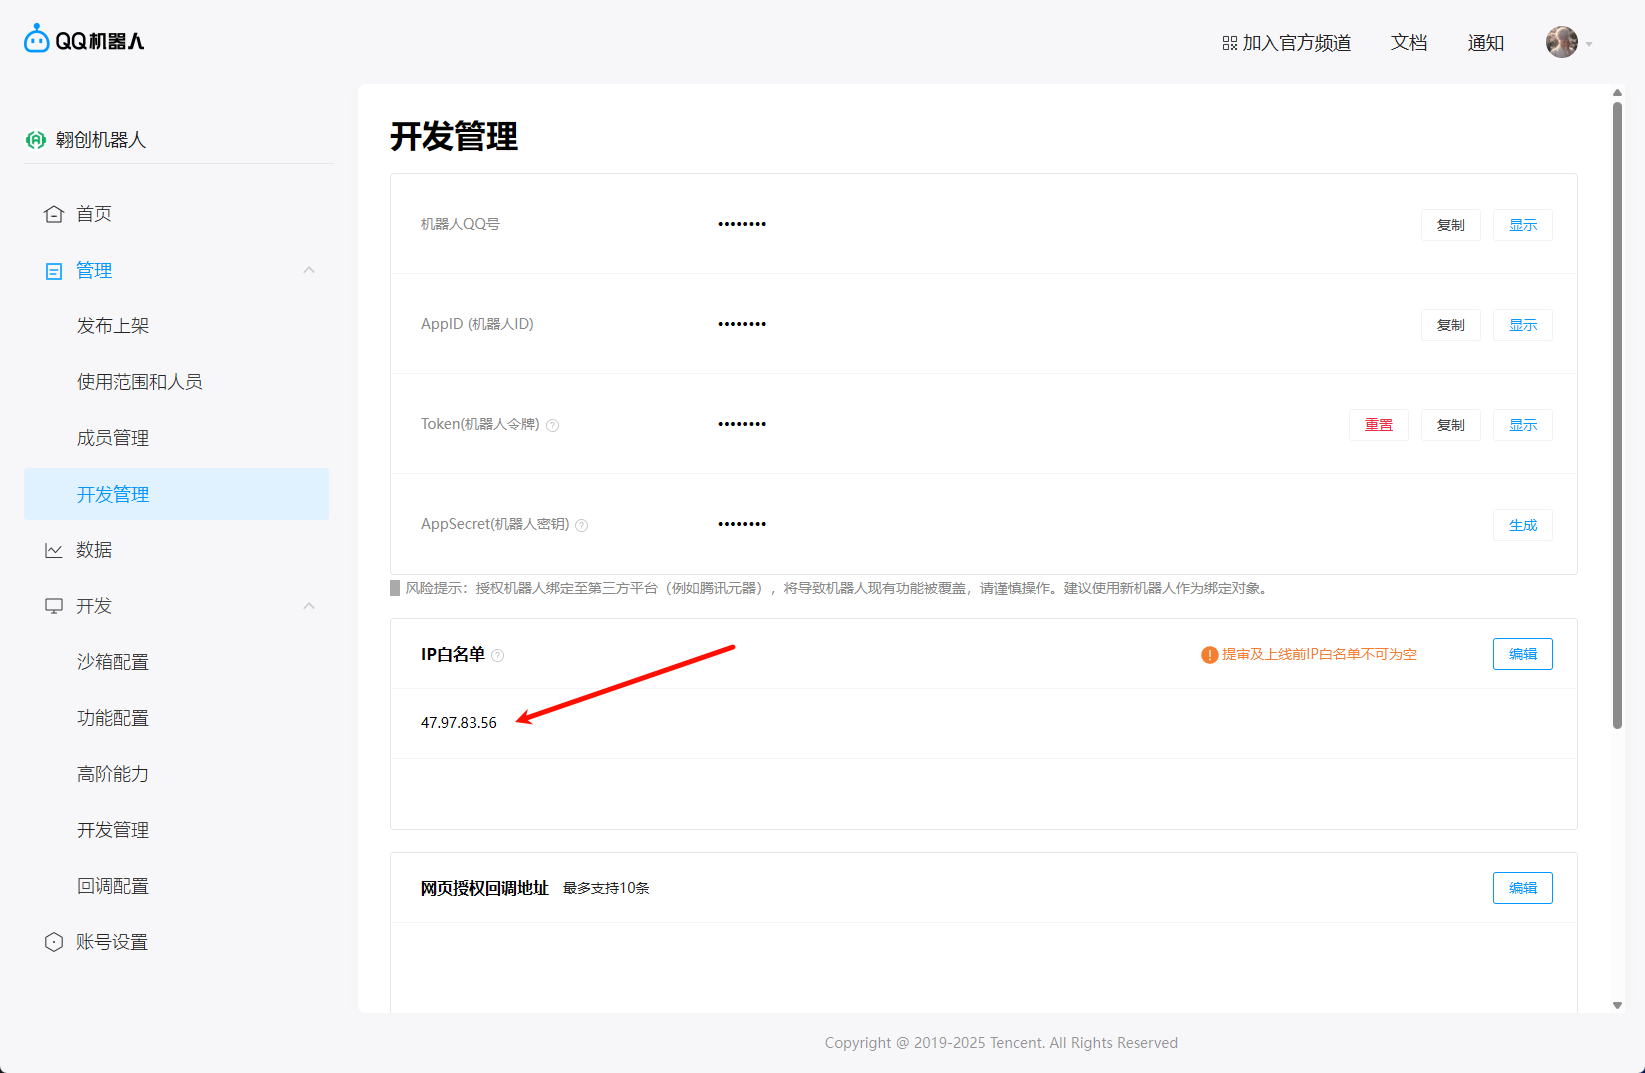 QQ机器人
加入官方频道 文档 通知
翱创机器人
首页
管理
发布上架
使用范围和人员
成员管理
开发管理
数据
开发
沙箱配置
功能配置
高阶能力
开发管理
回调配置
账号设置
开发管理
机器人QQ号 •••••••• 复制 显示
AppID (机器人ID) •••••••• 复制 显示
Token(机器人令牌) ? •••••••• 重置 复制 显示
AppSecret(机器人密钥) ? •••••••• 生成
风险提示：授权机器人绑定至第三方平台（例如腾讯元器），将导致机器人现有功能被覆盖，请谨慎操作。建议使用新机器人作为绑定对象。
IP白名单 ? 提审及上线前IP白名单不可为空 编辑
47.97.83.56
网页授权回调地址 最多支持10条 编辑
Copyright @ 2019-2025 Tencent. All Rights Reserved